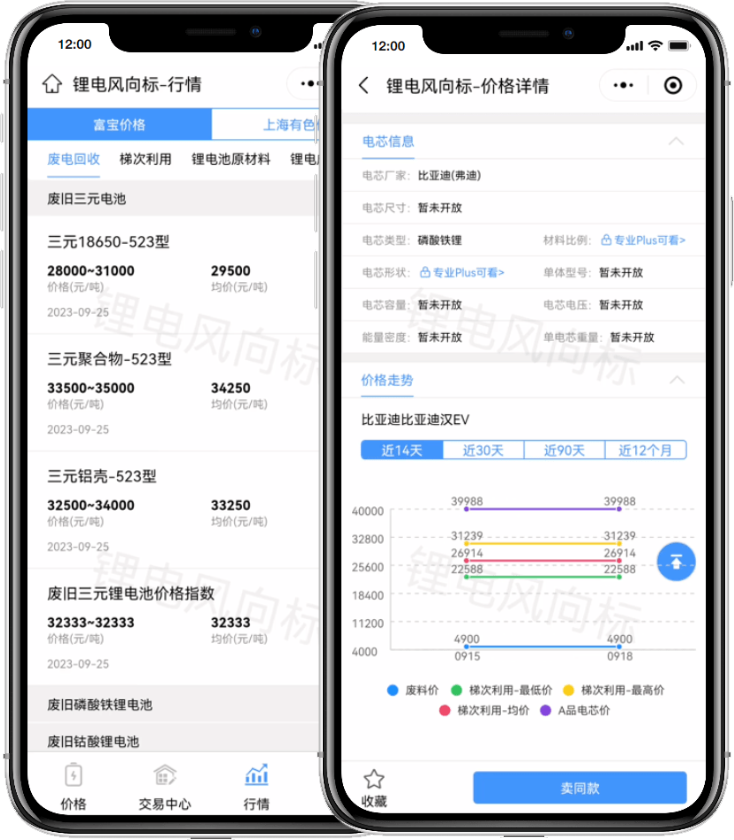 12:00
锂电风向标-行情
富宝价格
上海有色
废电回收 梯次利用 锂电池原材料 锂电
废旧三元电池
三元18650-523型
28000~31000 29500
价格(元/吨) 均价(元/吨)
2023-09-25
三元聚合物-523型
33500~35000 34250
价格(元/吨) 均价(元/吨)
2023-09-25
三元铝壳-523型
32500~34000 33250
价格(元/吨) 均价(元/吨)
2023-09-25
废旧三元锂电池价格指数
32333~32333 32333
价格(元/吨) 均价(元/吨)
2023-09-25
废旧磷酸铁锂电池
废旧钴酸锂电池
价格 交易中心 行情
锂电风向标
锂电风向标
12:00
锂电风向标-价格详情
电芯信息
电芯厂家: 比亚迪(弗迪)
电芯尺寸: 暂未开放
电芯类型: 磷酸铁锂 材料比例: 专业Plus可看>
电芯形状: 专业Plus可看> 单体型号: 暂未开放
电芯容量: 暂未开放 电芯电压: 暂未开放
能量密度: 暂未开放 单电芯重量: 暂未开放
价格走势
比亚迪比亚迪汉EV
近14天 近30天 近90天 近12个月
39988 39988
40000
31239 31239
32800
26914 26914
25600
22588 22588
18400
11200
4900 4900
4000
0915 0918
废料价 梯次利用-最低价 梯次利用-最高价
梯次利用-均价 A品电芯价
收藏
卖同款
锂电风向标
锂电风向标